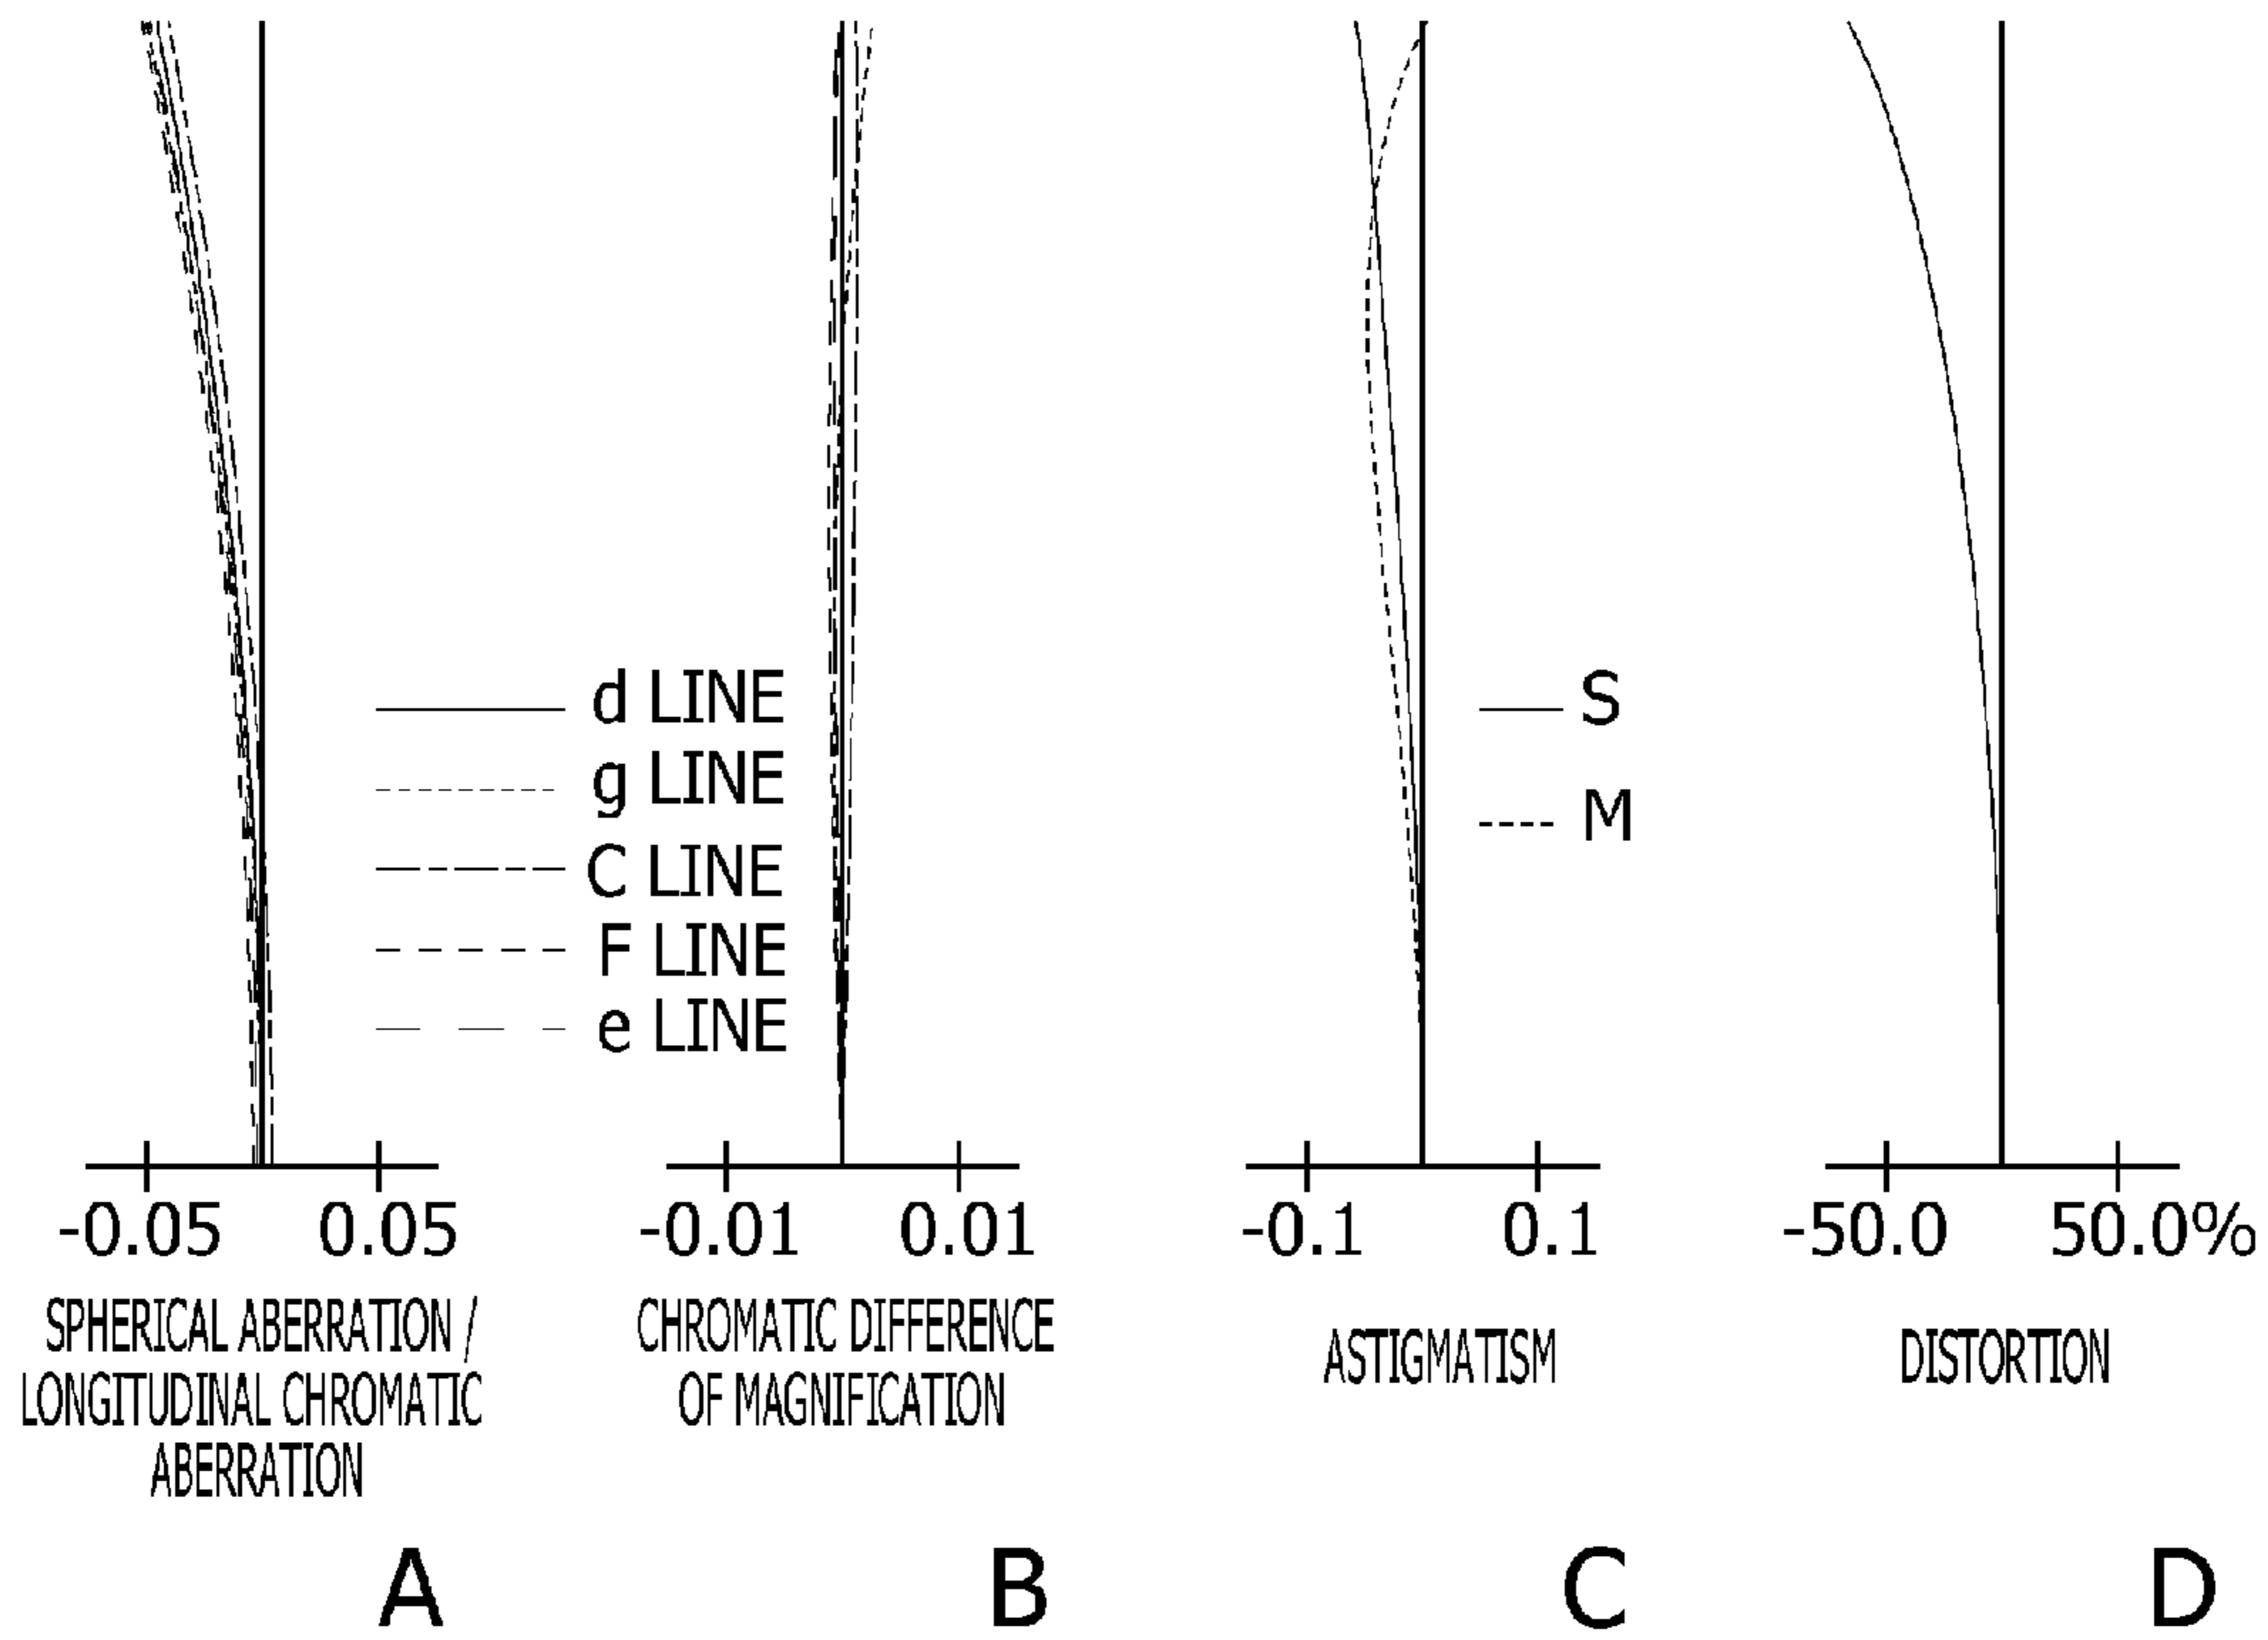 d LINE
g LINE
C LINE
F LINE
e LINE
S
M
-0.05 0.05
-0.01 0.01
-0.1 0.1
-50.0 50.0%
SPHERICAL ABERRATION /
LONGITUDINAL CHROMATIC
ABERRATION
CHROMATIC DIFFERENCE
OF MAGNIFICATION
ASTIGMATISM
DISTORTION
A
B
C
D